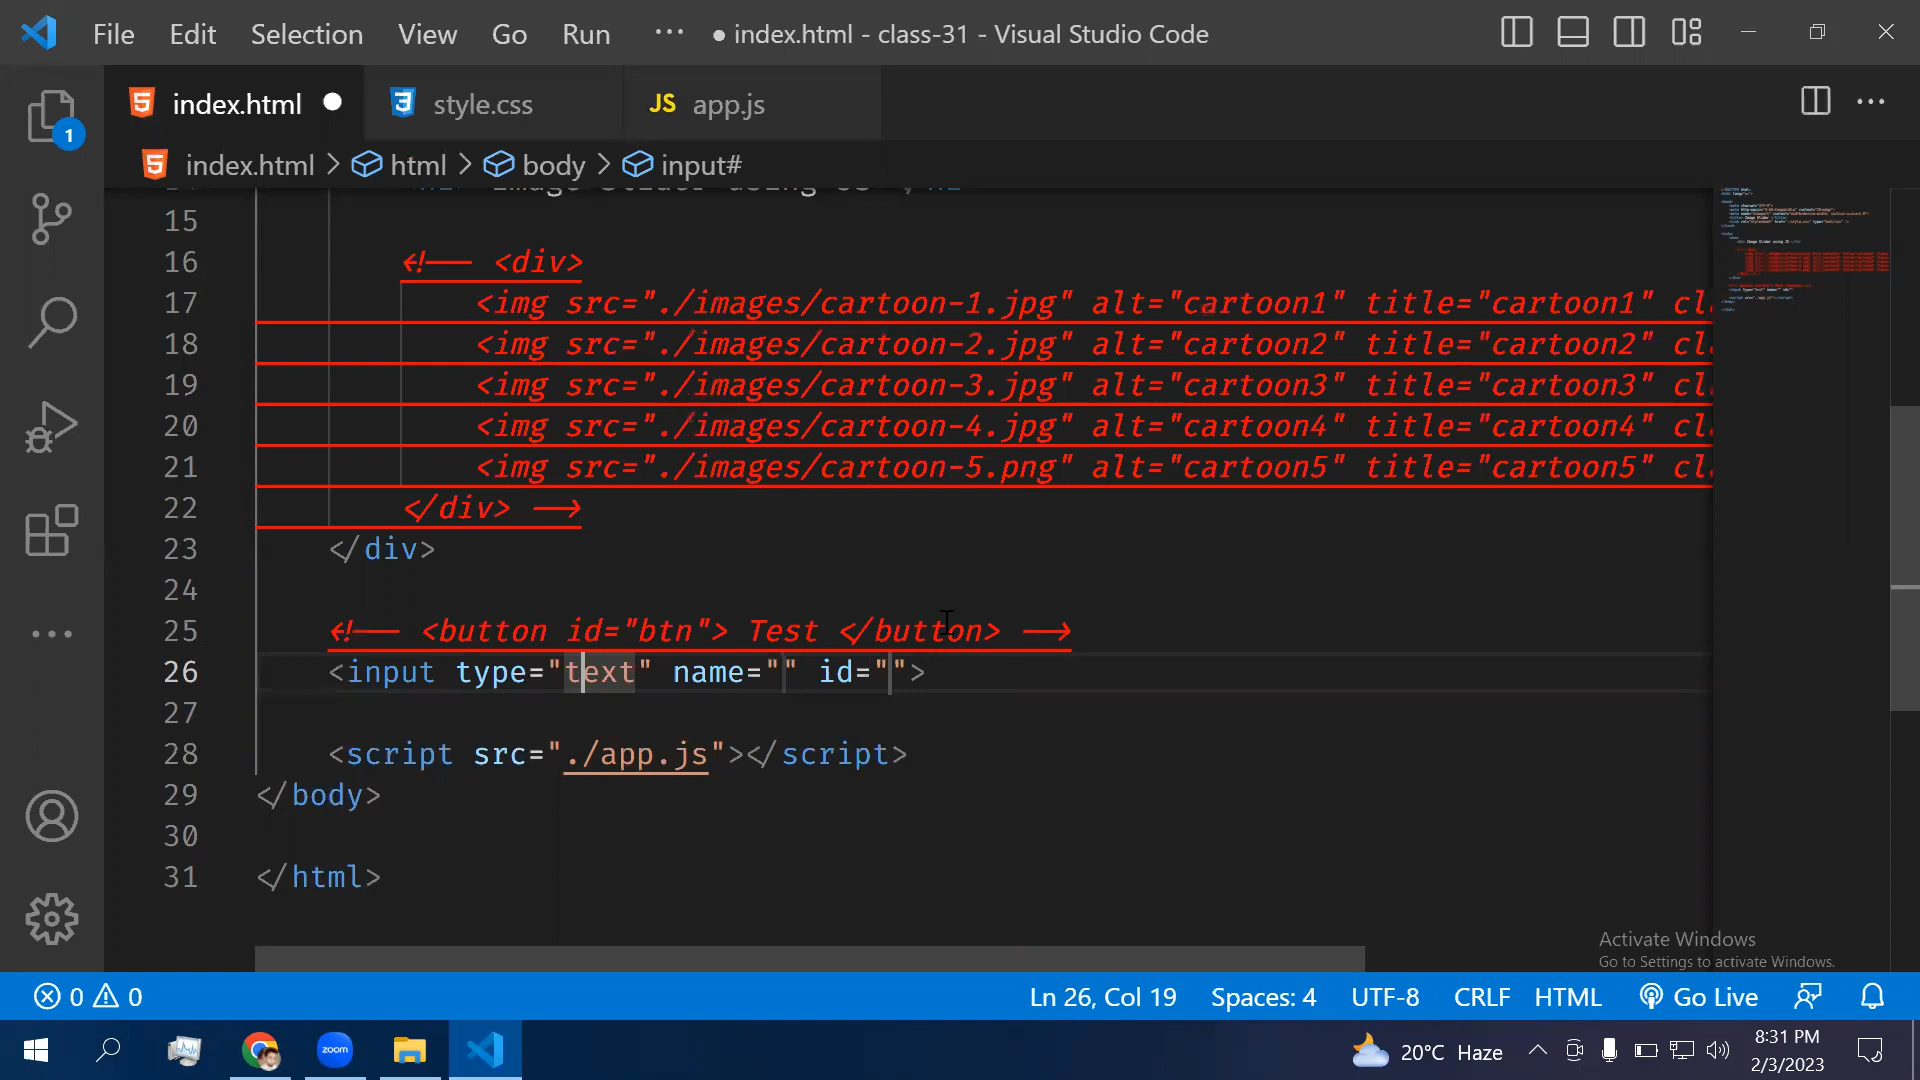 File Edit Selection View Go Run ··· ● index.html - class-31 - Visual Studio Code
index.html ● style.css JS app.js ···
index.html > html > body > input#
1
15
16 <!-- <div>
17 <img src="./images/cartoon-1.jpg" alt="cartoon1" title="cartoon1"
18 <img src="./images/cartoon-2.jpg" alt="cartoon2" title="cartoon2"
19 <img src="./images/cartoon-3.jpg" alt="cartoon3" title="cartoon3"
20 <img src="./images/cartoon-4.jpg" alt="cartoon4" title="cartoon4"
21 <img src="./images/cartoon-5.png" alt="cartoon5" title="cartoon5"
22 </div> -->
23 </div>
24
25 <!-- <button id="btn"> Test </button> -->
26 <input type="text" name="" id="">
27
28 <script src="./app.js"></script>
29 </body>
30
31 </html>
Activate Windows
Go to Settings to activate Windows.
0 0 Ln 26, Col 19 Spaces: 4 UTF-8 CRLF HTML Go Live
zoom 20°C Haze 8:31 PM
2/3/2023